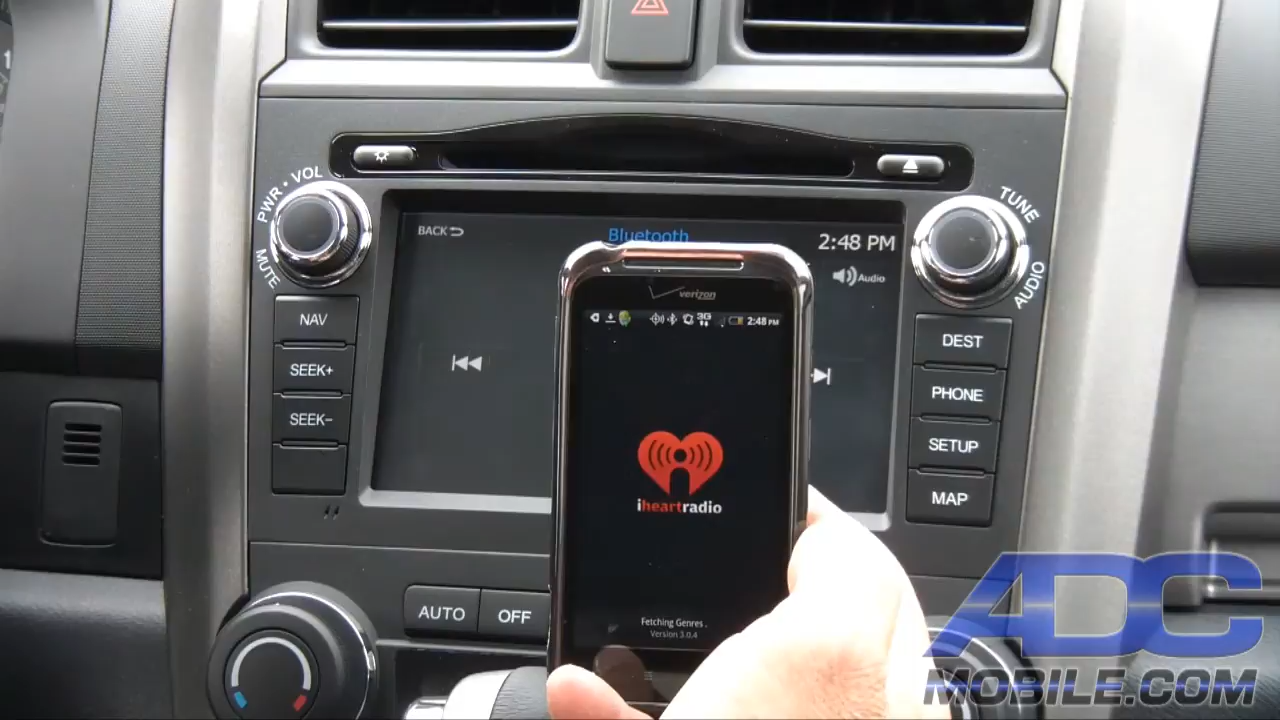 PWR • VOL
MUTE
TUNE
AUDIO
BACK
Bluetooth
2:48 PM
Audio
NAV
SEEK+
SEEK-
DEST
PHONE
SETUP
MAP
AUTO
OFF
verizon
3G
2:48 PM
iheartradio
Fetching Genres .
Version 3.0.4
ADC
MOBILE.COM